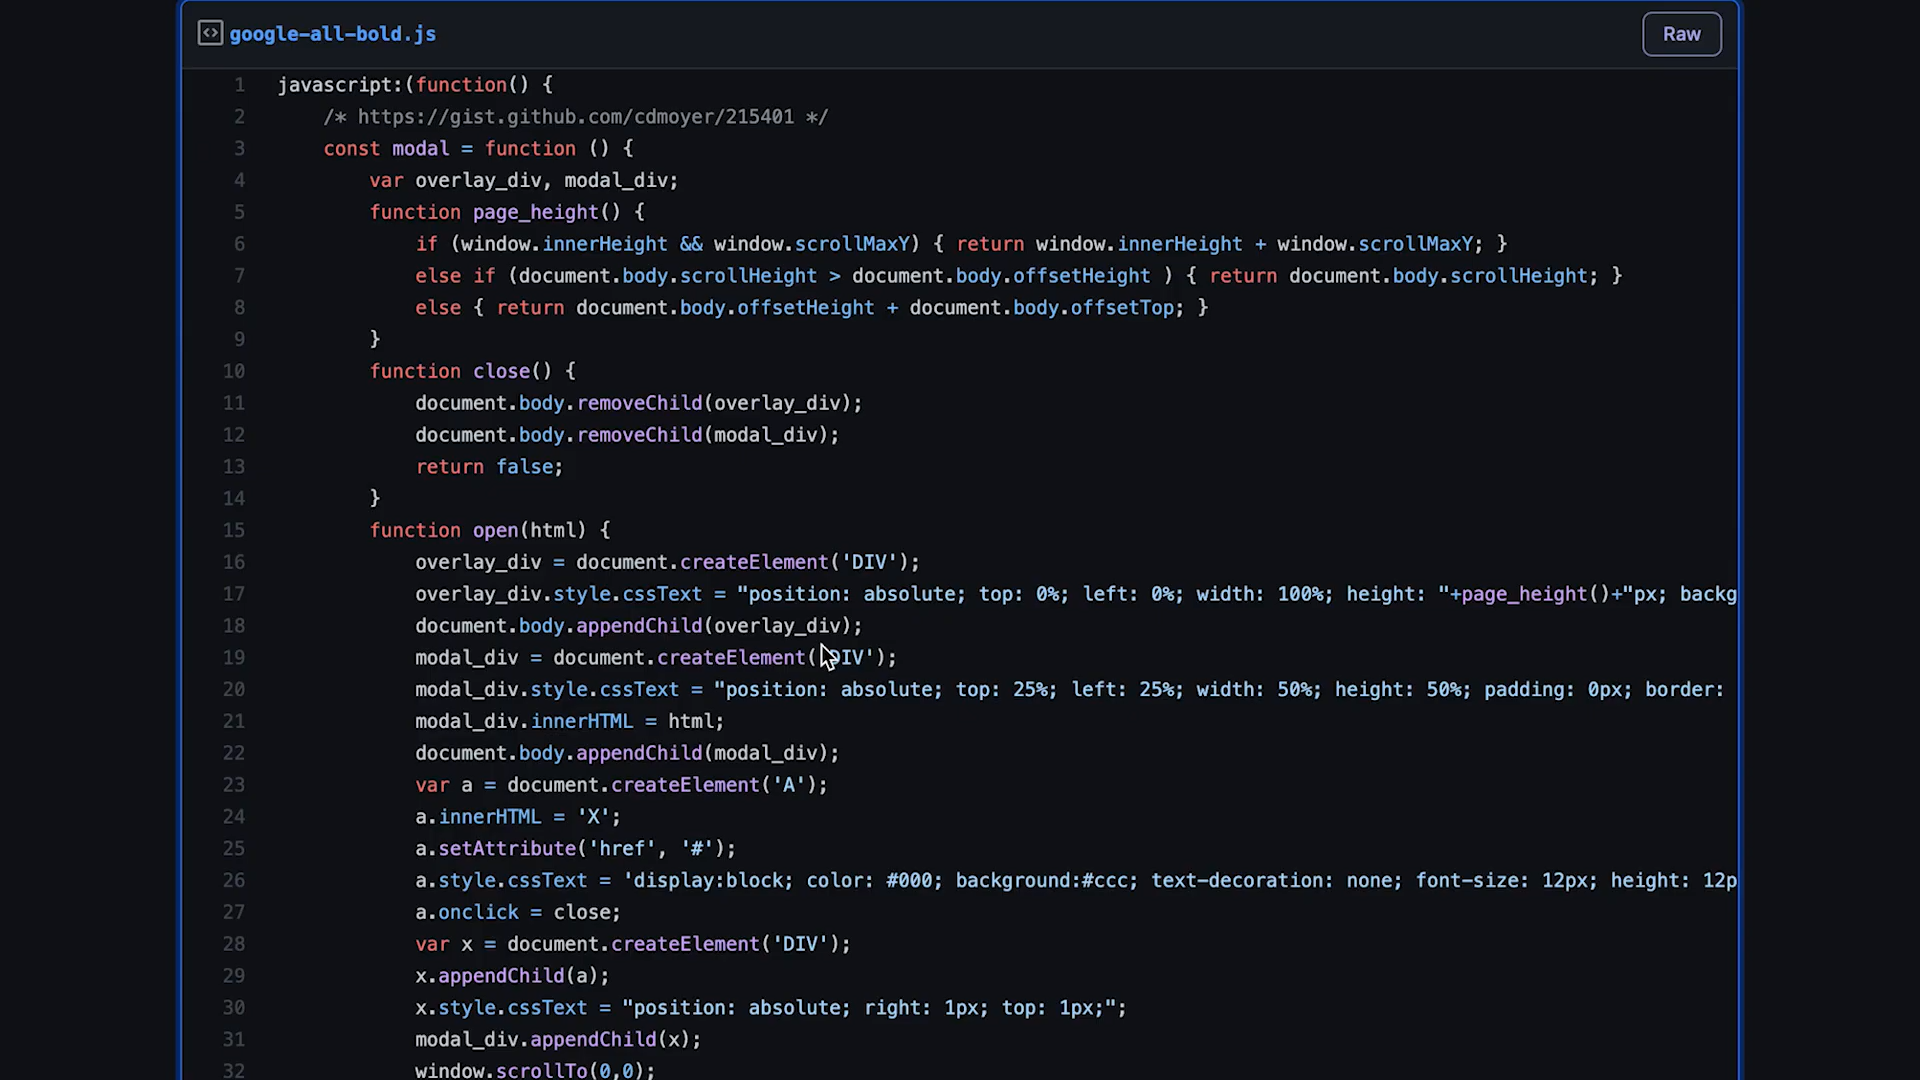 google-all-bold.js
Raw
1 javascript:(function() {
2 /* https://gist.github.com/cdmoyer/215401 */
3 const modal = function () {
4 var overlay_div, modal_div;
5 function page_height() {
6 if (window.innerHeight && window.scrollMaxY) { return window.innerHeight + window.scrollMaxY; }
7 else if (document.body.scrollHeight > document.body.offsetHeight ) { return document.body.scrollHeight; }
8 else { return document.body.offsetHeight + document.body.offsetTop; }
9 }
10 function close() {
11 document.body.removeChild(overlay_div);
12 document.body.removeChild(modal_div);
13 return false;
14 }
15 function open(html) {
16 overlay_div = document.createElement('DIV');
17 overlay_div.style.cssText = "position: absolute; top: 0%; left: 0%; width: 100%; height: "+page_height()+"px; backg
18 document.body.appendChild(overlay_div);
19 modal_div = document.createElement('DIV');
20 modal_div.style.cssText = "position: absolute; top: 25%; left: 25%; width: 50%; height: 50%; padding: 0px; border:
21 modal_div.innerHTML = html;
22 document.body.appendChild(modal_div);
23 var a = document.createElement('A');
24 a.innerHTML = 'X';
25 a.setAttribute('href', '#');
26 a.style.cssText = 'display:block; color: #000; background:#ccc; text-decoration: none; font-size: 12px; height: 12p
27 a.onclick = close;
28 var x = document.createElement('DIV');
29 x.appendChild(a);
30 x.style.cssText = "position: absolute; right: 1px; top: 1px;";
31 modal_div.appendChild(x);
32 window.scrollTo(0,0);